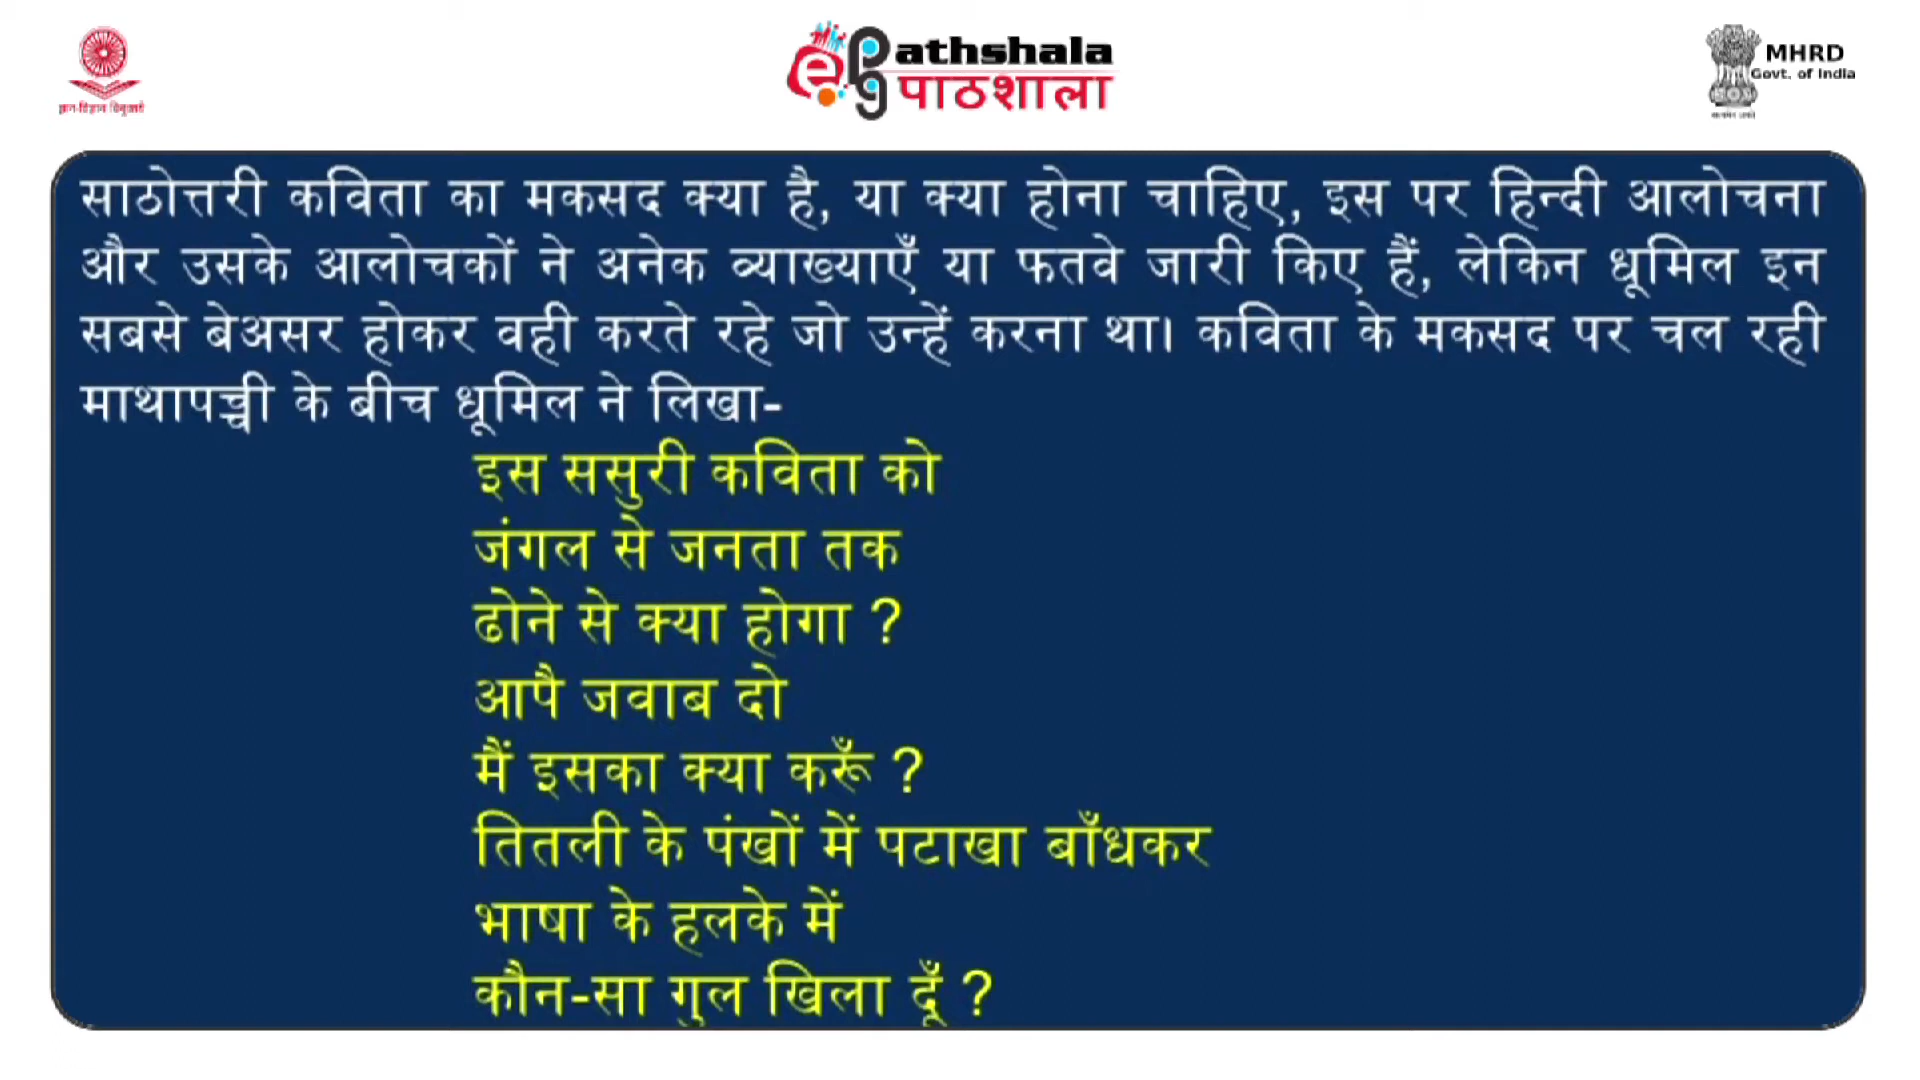 ज्ञान-विज्ञान विमुक्तये
athshala
पाठशाला
MHRD
Govt. of India
साठोत्तरी कविता का मकसद क्या है, या क्या होना चाहिए, इस पर हिन्दी आलोचना
और उसके आलोचकों ने अनेक व्याख्याएँ या फतवे जारी किए हैं, लेकिन धूमिल इन
सबसे बेअसर होकर वही करते रहे जो उन्हें करना था। कविता के मकसद पर चल रही
माथापच्ची के बीच धूमिल ने लिखा-
इस ससुरी कविता को
जंगल से जनता तक
ढोने से क्या होगा ?
आपै जवाब दो
मैं इसका क्या करूँ ?
तितली के पंखों में पटाखा बाँधकर
भाषा के हलके में
कौन-सा गुल खिला दूँ ?